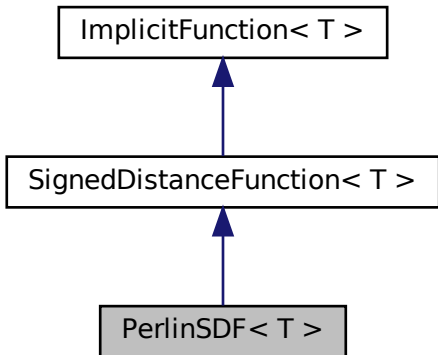 ImplicitFunction< T >
SignedDistanceFunction< T >
PerlinSDF< T >